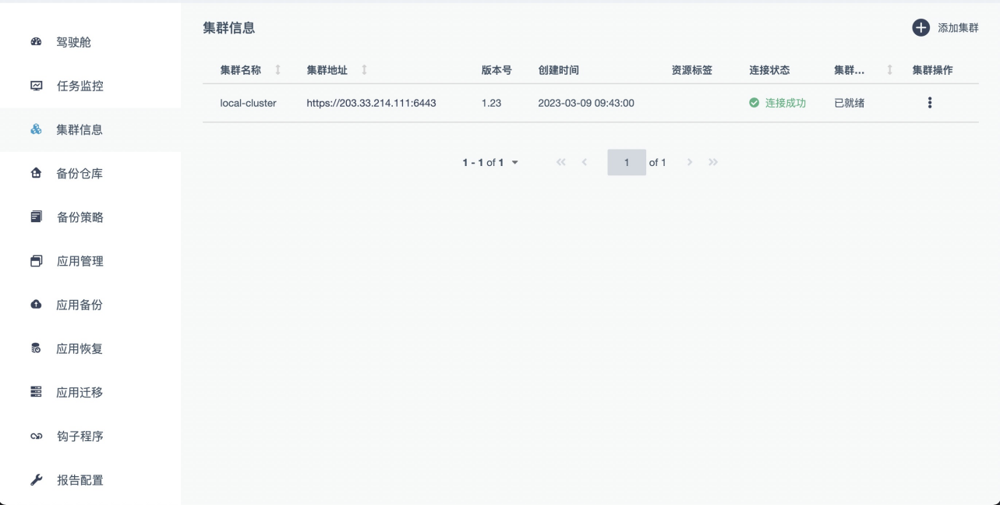 驾驶舱
任务监控
集群信息
备份仓库
备份策略
应用管理
应用备份
应用恢复
应用迁移
钩子程序
报告配置
集群信息
添加集群
集群名称 集群地址 版本号 创建时间 资源标签 连接状态 集群... 集群操作
local-cluster https://203.33.214.111:6443 1.23 2023-03-09 09:43:00 连接成功 已就绪
1 - 1 of 1 1 of 1